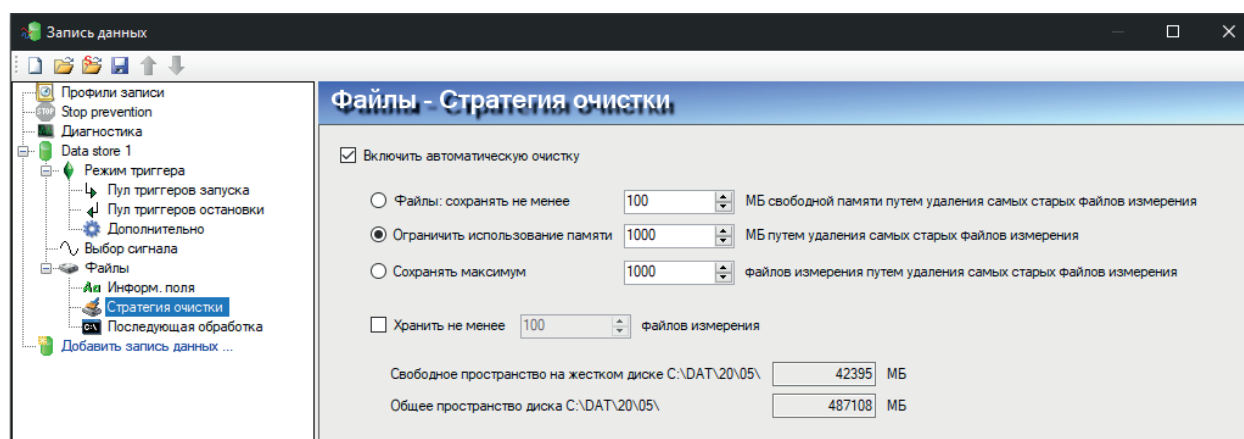 Запись данных
Профили записи
Stop prevention
Диагностика
Data store 1
Режим триггера
Пул триггеров запуска
Пул триггеров остановки
Дополнительно
Выбор сигнала
Файлы
Информ. поля
Стратегия очистки
Последующая обработка
Добавить запись данных ...
Файлы - Стратегия очистки
Включить автоматическую очистку
Файлы: сохранять не менее 100 МБ свободной памяти путем удаления самых старых файлов измерения
Ограничить использование памяти 1000 МБ путем удаления самых старых файлов измерения
Сохранять максимум 1000 файлов измерения путем удаления самых старых файлов измерения
Хранить не менее 100 файлов измерения
Свободное пространство на жестком диске C:\DAT\20\05\ 42395 МБ
Общее пространство диска C:\DAT\20\05\ 487108 МБ